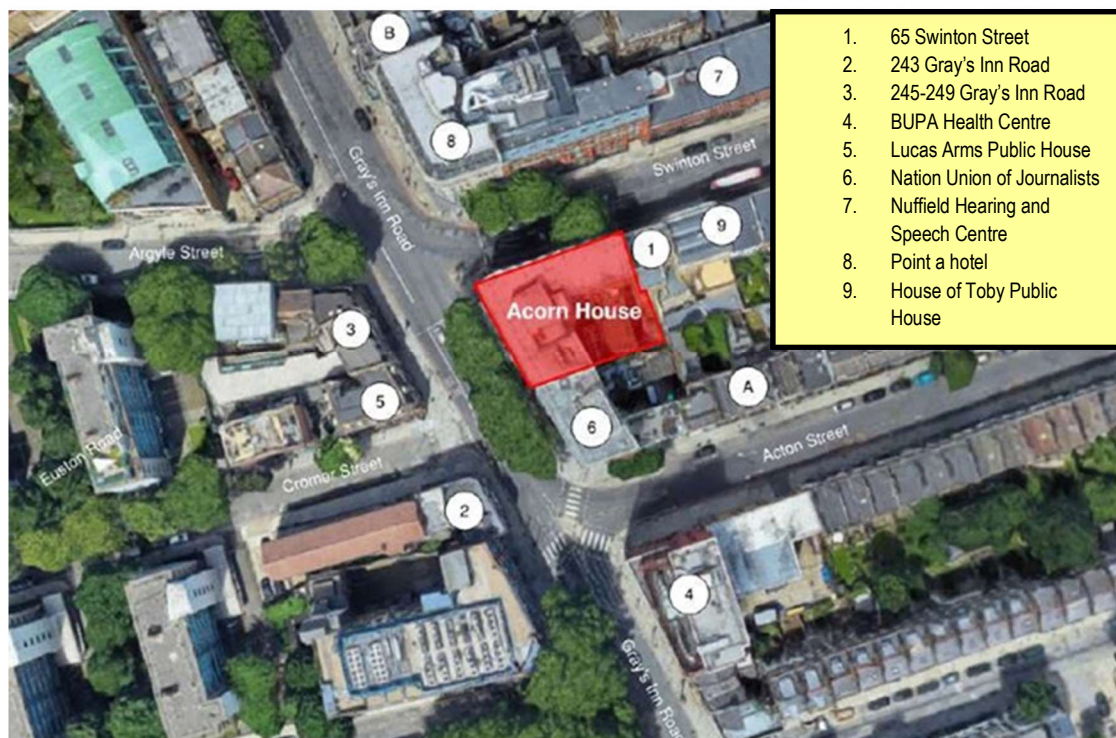 B
7
8
Gray's Inn Road
Swinton Street
9
1
Argyle Street
Acorn House
3
A
5
6
Euston Road
Acton Street
Cromer Street
2
4
Gray's Inn Road
1. 65 Swinton Street
2. 243 Gray's Inn Road
3. 245-249 Gray's Inn Road
4. BUPA Health Centre
5. Lucas Arms Public House
6. Nation Union of Journalists
7. Nuffield Hearing and
Speech Centre
8. Point a hotel
9. House of Toby Public
House